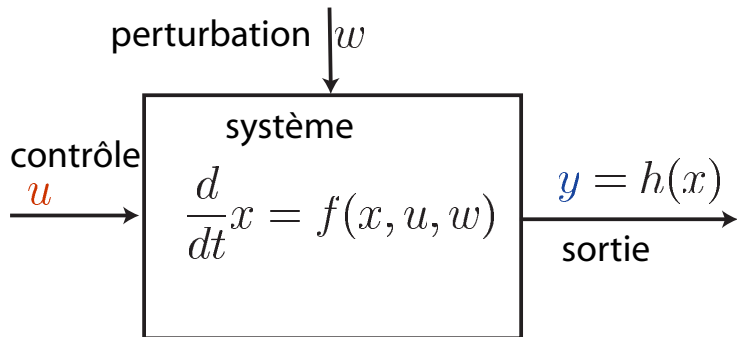 perturbation w
système
contrôle
u
d/dt x = f(x, u, w)
y = h(x)
sortie